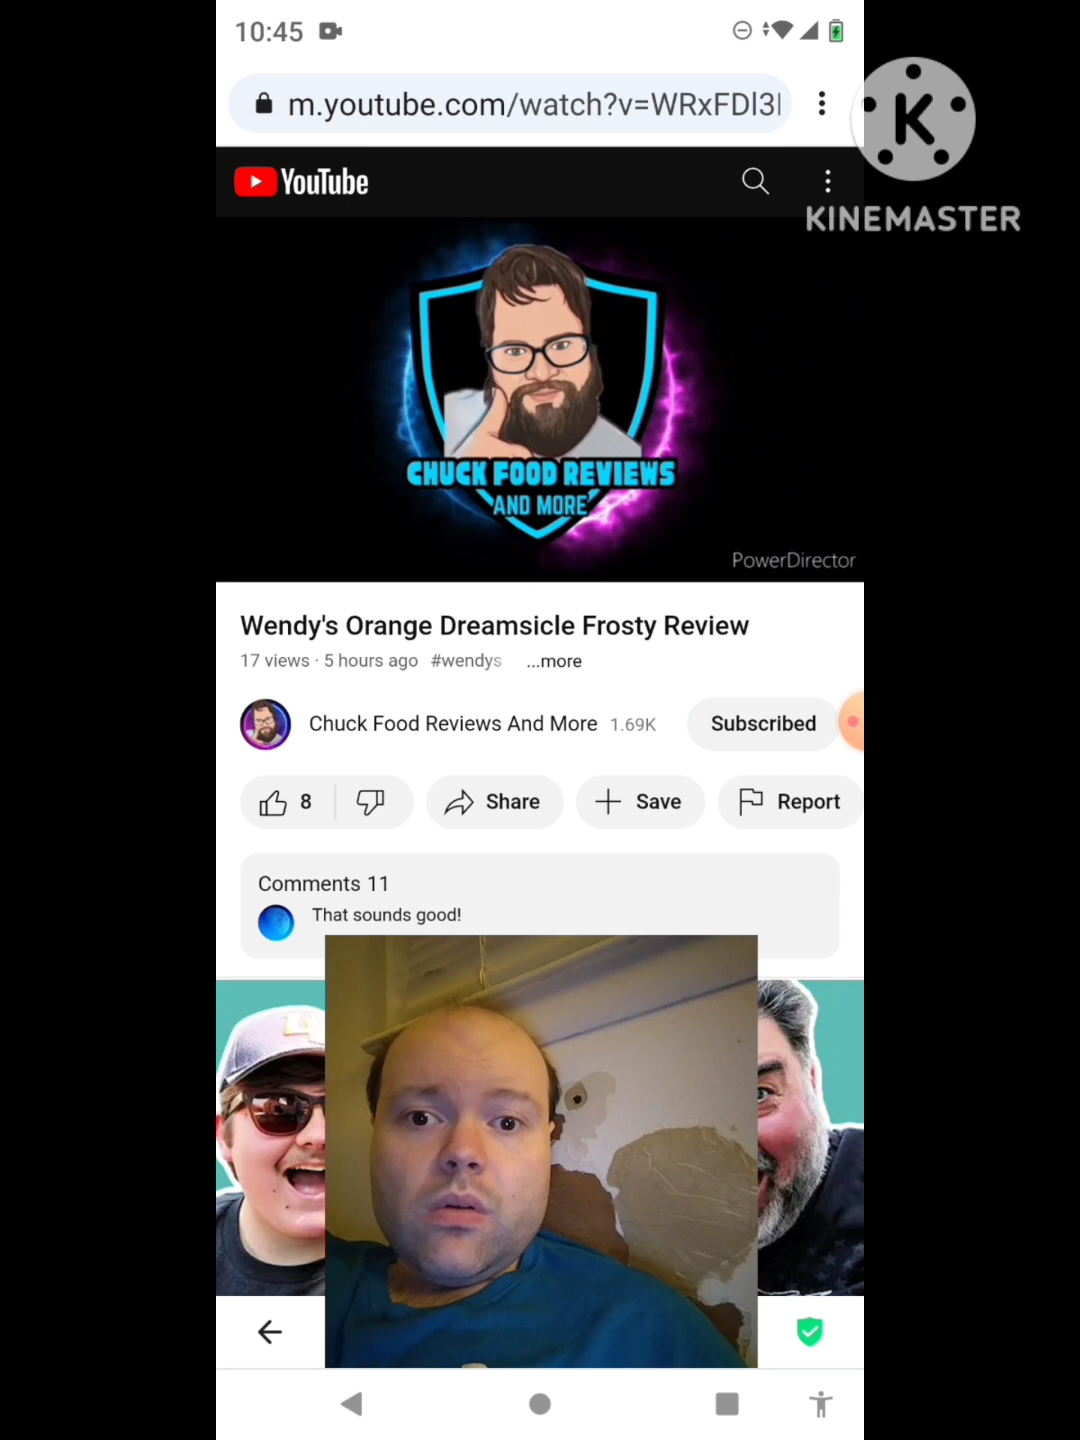 10:45
m.youtube.com/watch?v=WRxFDl3
K
KINEMASTER
YouTube
CHUCK FOOD REVIEWS
AND MORE
PowerDirector
Wendy's Orange Dreamsicle Frosty Review
17 views · 5 hours ago #wendys ...more
Chuck Food Reviews And More 1.69K Subscribed
8 Share Save Report
Comments 11
That sounds good!